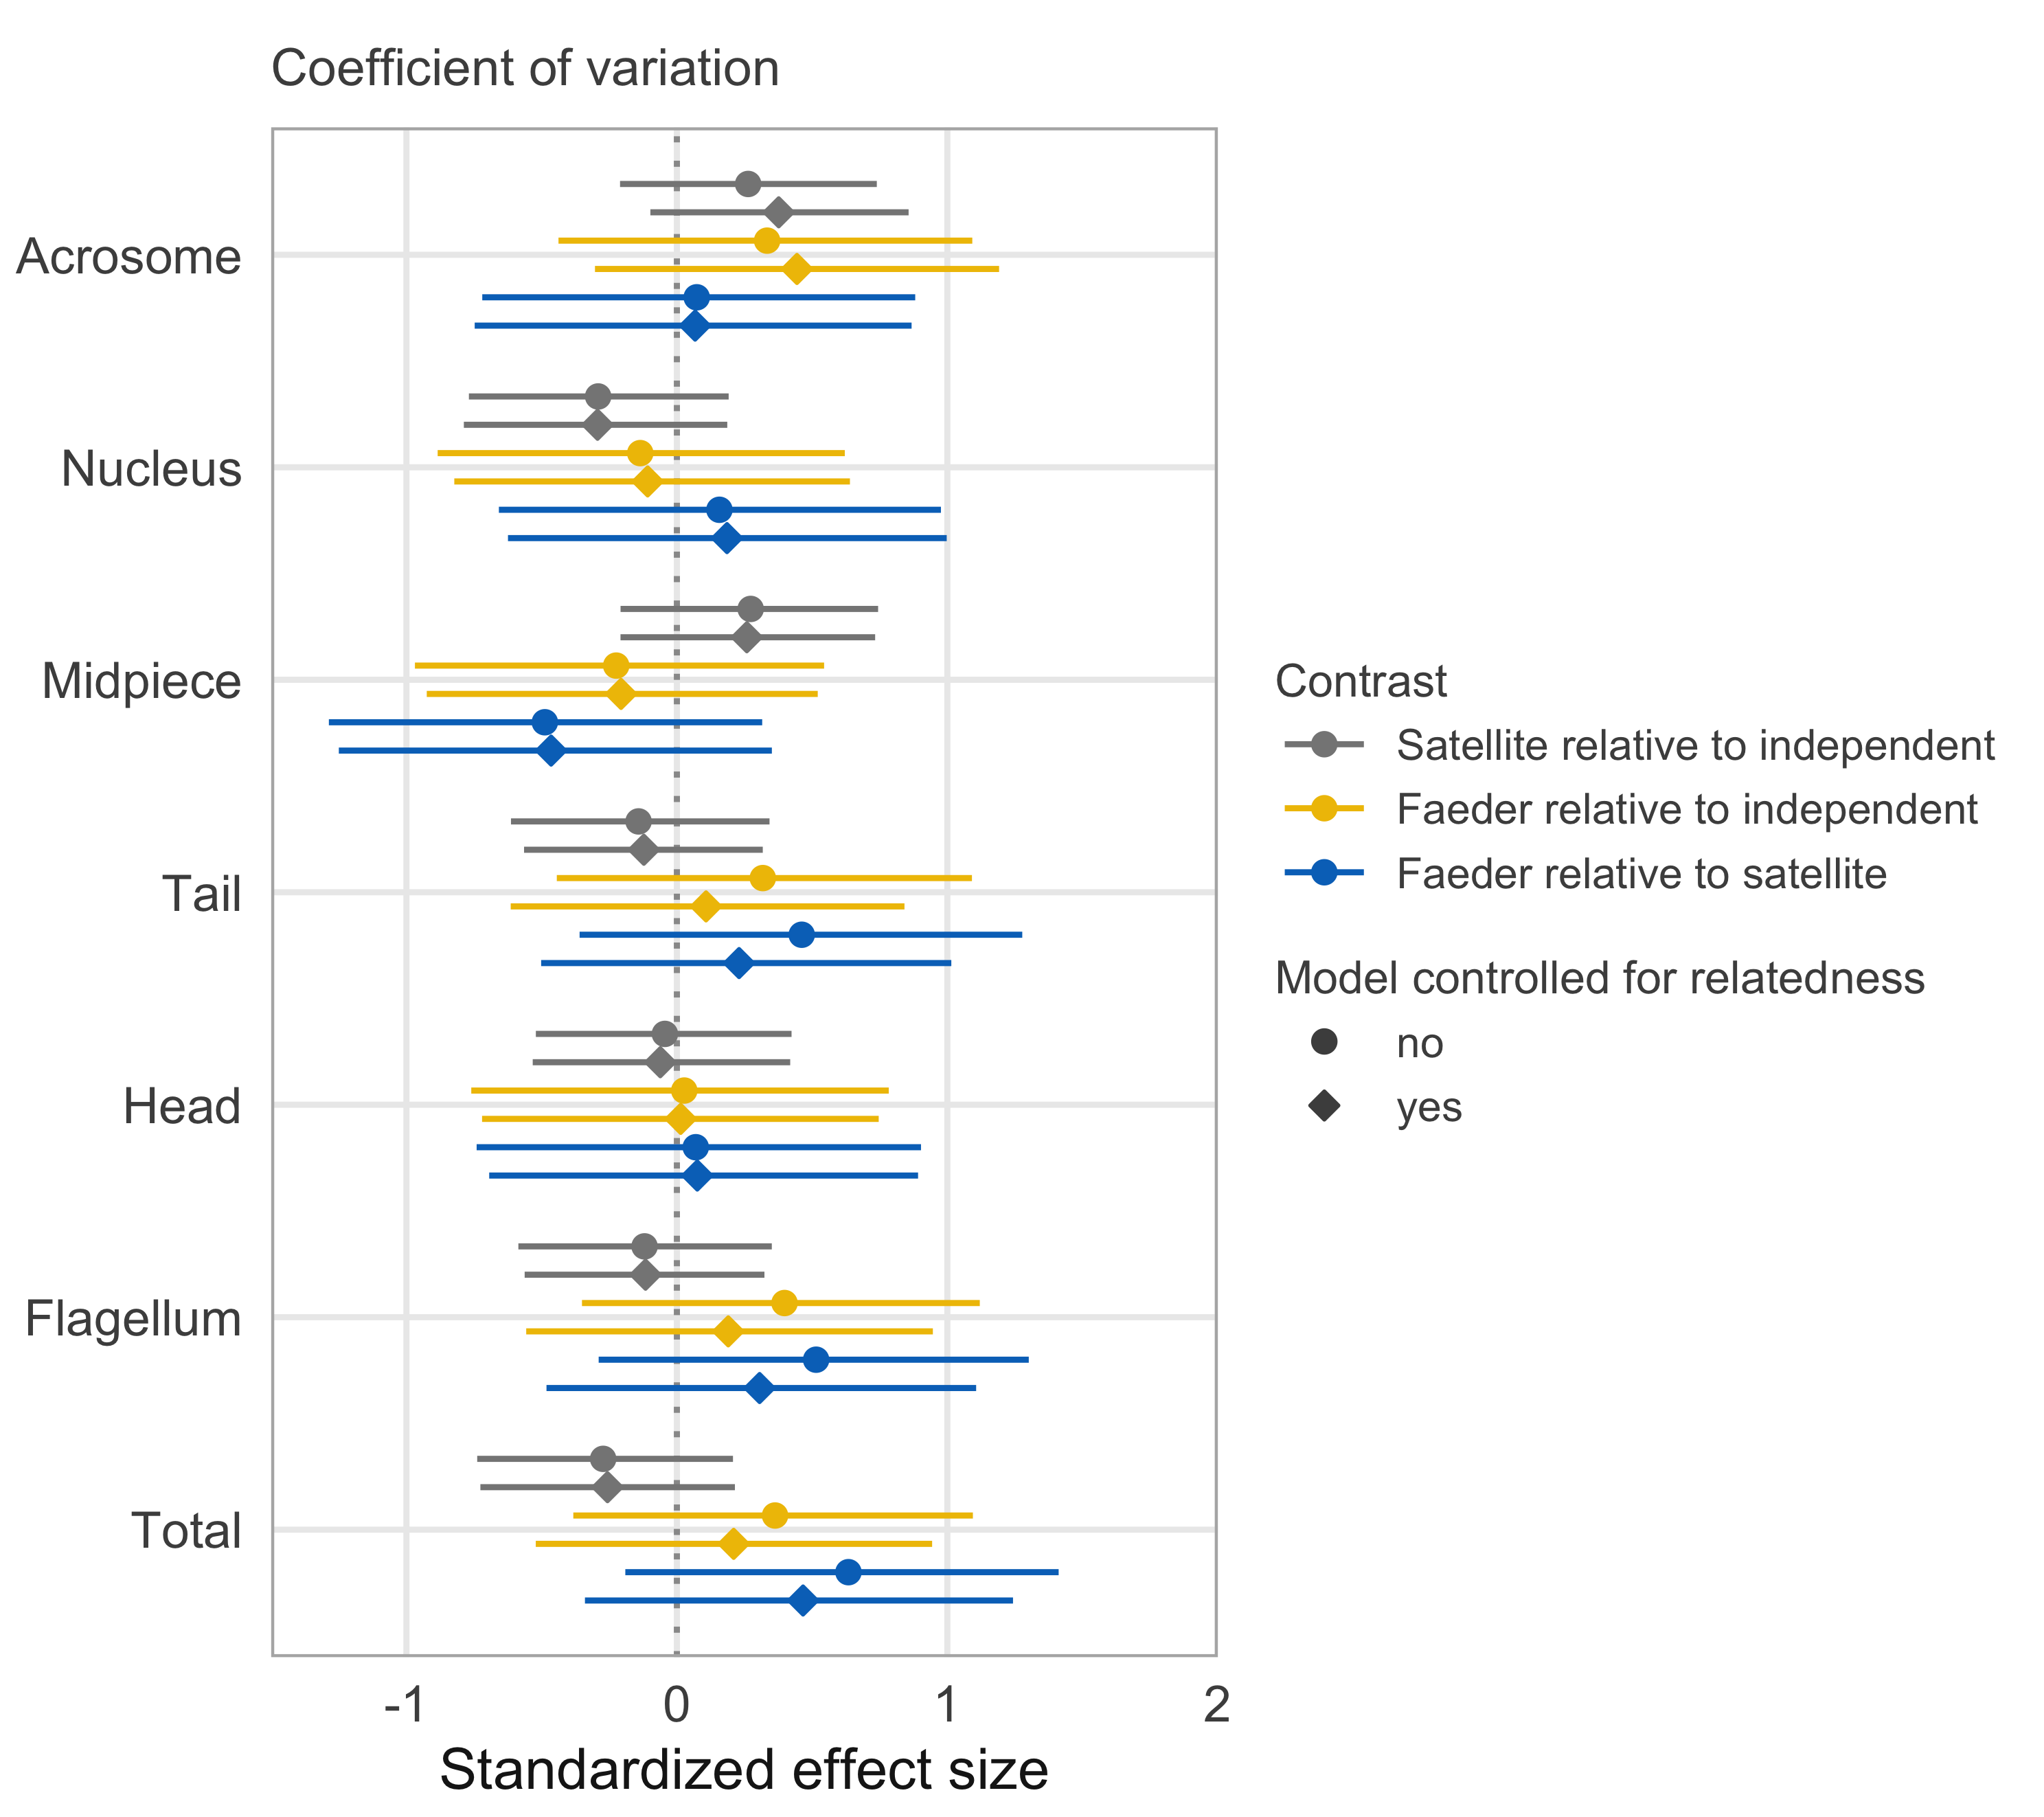 Coefficient of variation
Acrosome
Nucleus
Midpiece
Tail
Head
Flagellum
Total
-1 0 1 2
Standardized effect size
Contrast
Satellite relative to independent
Faeder relative to independent
Faeder relative to satellite
Model controlled for relatedness
no
yes